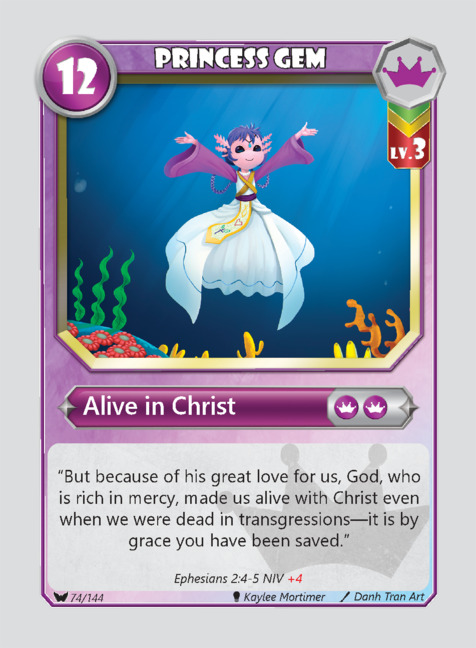 12
PRINCESS GEM
LV.3
Alive in Christ
“But because of his great love for us, God, who
is rich in mercy, made us alive with Christ even
when we were dead in transgressions—it is by
grace you have been saved.”
Ephesians 2:4-5 NIV +4
74/144 Kaylee Mortimer Danh Tran Art